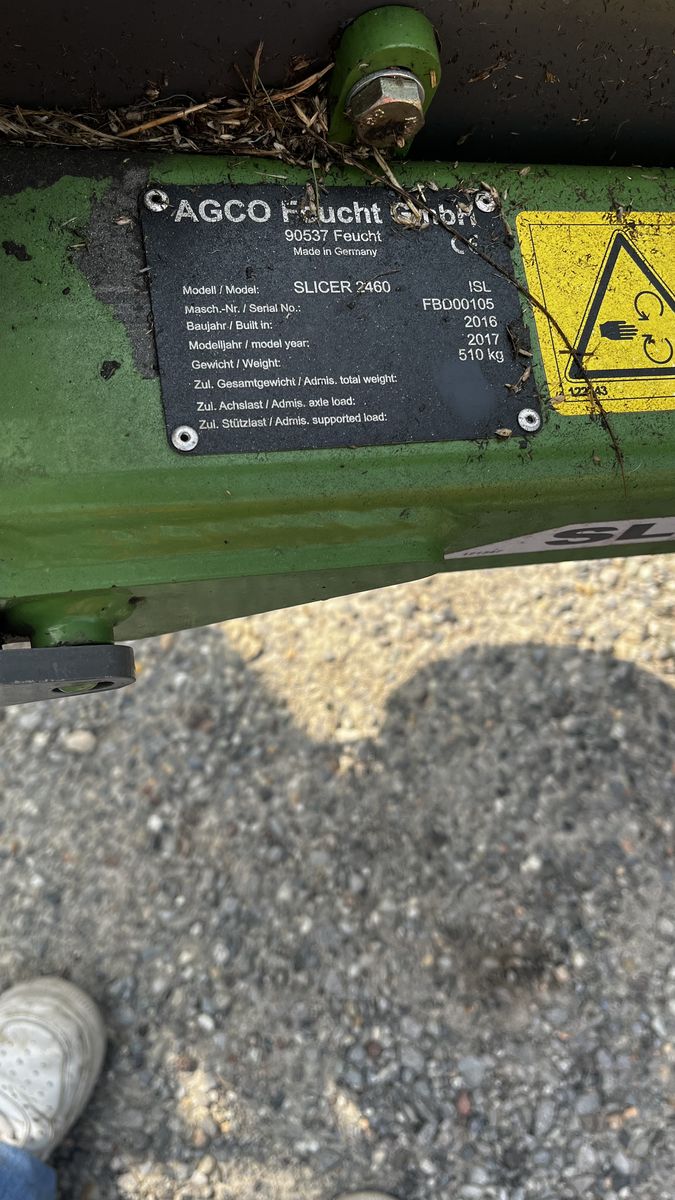 AGCO Feucht GmbH
90537 Feucht
Made in Germany
CE
Modell / Model: SLICER 2460 ISL
Masch.-Nr. / Serial No.: FBD00105
Baujahr / Built in: 2016
Modelljahr / model year: 2017
Gewicht / Weight: 510 kg
Zul. Gesamtgewicht / Admis. total weight:
Zul. Achslast / Admis. axle load:
Zul. Stützlast / Admis. supported load:
SL